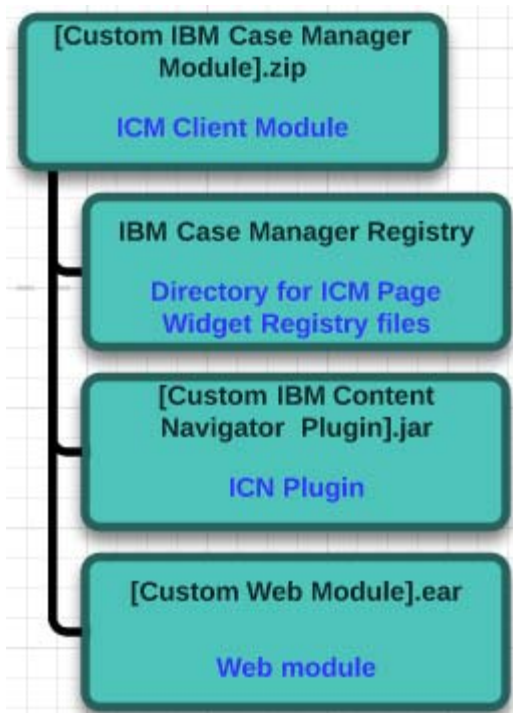 [Custom IBM Case Manager
Module].zip
ICM Client Module
IBM Case Manager Registry
Directory for ICM Page
Widget Registry files
[Custom IBM Content
Navigator Plugin].jar
ICN Plugin
[Custom Web Module].ear
Web module